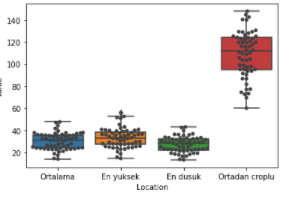 140
120
100
80
60
40
20
Ortalama
En yuksek
En dusuk
Ortadan croplu
Location